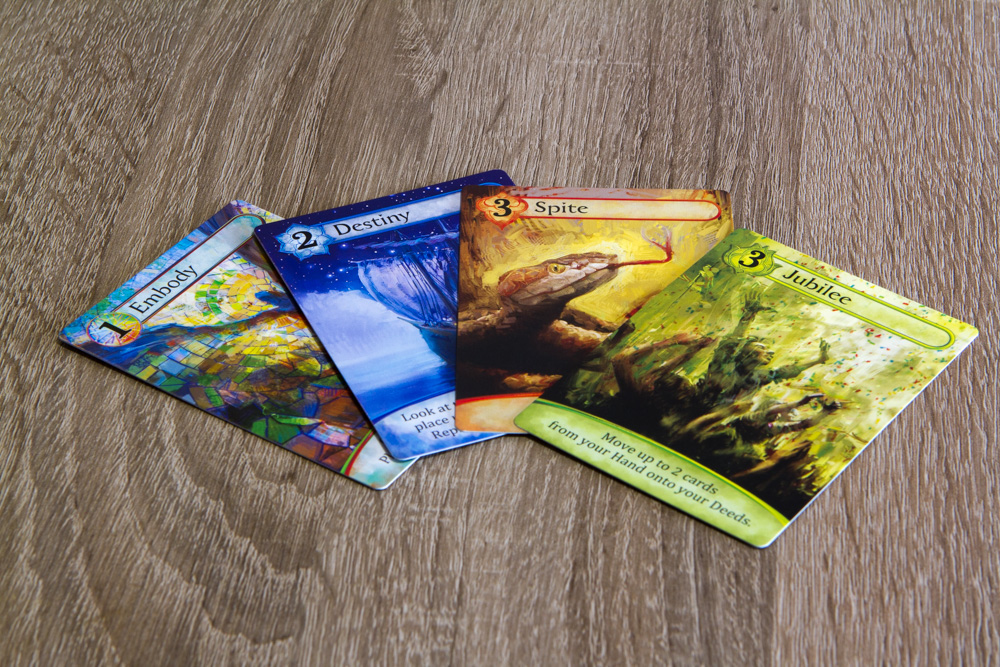 1 Embody
P
2 Destiny
Look at
place
Rep
3 Spite
3 Jubilee
Move up to 2 cards
from your Hand onto your Deeds.